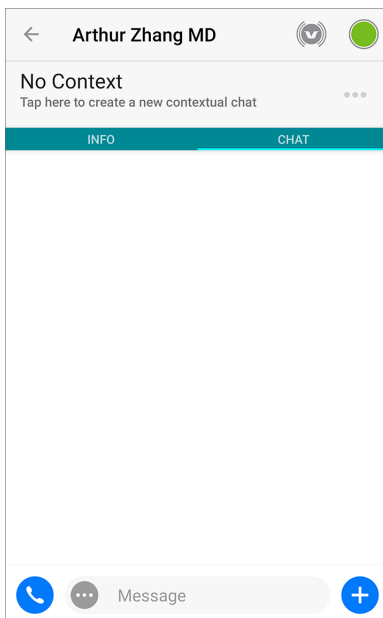 Arthur Zhang MD
No Context
Tap here to create a new contextual chat
INFO
CHAT
Message